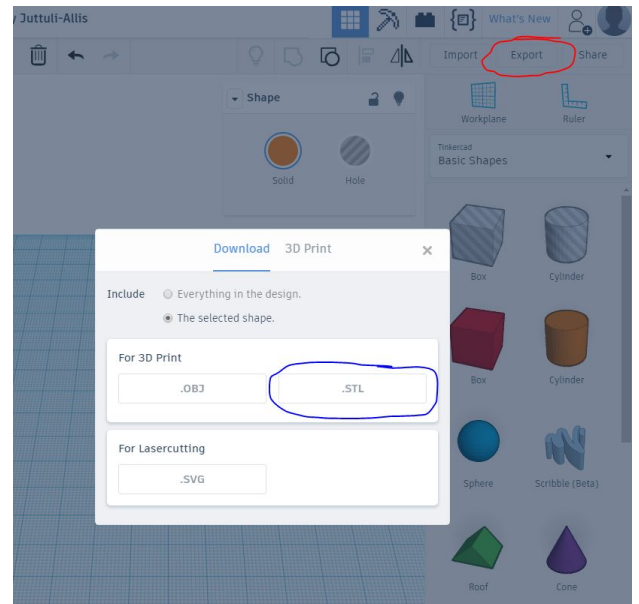 Juttuli-Allis
What's New
Import Export Share
Shape
Workplane Ruler
Tinkercad
Basic Shapes
Solid Hole
Download 3D Print
Include Everything in the design.
The selected shape.
For 3D Print
.OBJ .STL
For Lasercutting
.SVG
Box Cylinder
Box Cylinder
Sphere Scribble (Beta)
Roof Cone